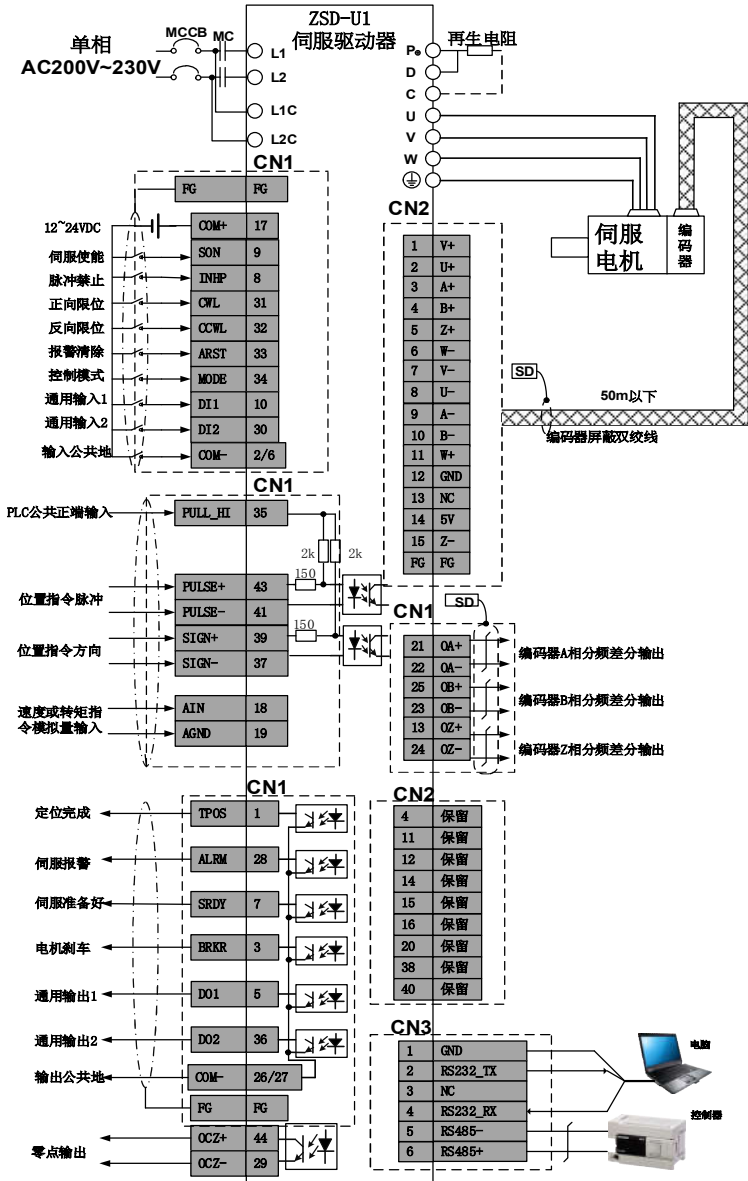 ZSD-U1
伺服驱动器
单相
AC200V~230V
MCCB
MC
L1
L2
L1C
L2C
P⊕
D
C
U
V
W
再生电阻
伺服电机
编码器
SD
50m以下
编码器屏蔽双绞线
CN1
FG FG
12~24VDC COM+ 17
伺服使能 SON 9
脉冲禁止 INHP 8
正向限位 CWL 31
反向限位 CCWL 32
报警清除 ARST 33
控制模式 MODE 34
通用输入1 DI1 10
通用输入2 DI2 30
输入公共地 COM- 2/6
CN2
1 V+
2 U+
3 A+
4 B+
5 Z+
6 W-
7 V-
8 U-
9 A-
10 B-
11 W+
12 GND
13 NC
14 5V
15 Z-
FG FG
CN1
PLC公共正端输入 PULL_HI 35
2k 2k
150
位置指令脉冲
PULSE+ 43
PULSE- 41
150
位置指令方向
SIGN+ 39
SIGN- 37
速度或转矩指
令模拟量输入
AIN 18
AGND 19
CN1
SD
21 OA+
22 OA-
编码器A相分频差分输出
25 OB+
23 OB-
编码器B相分频差分输出
13 OZ+
24 OZ-
编码器Z相分频差分输出
CN1
定位完成 TPOS 1
伺服报警 ALRM 28
伺服准备好 SRDY 7
电机刹车 BRKR 3
通用输出1 DO1 5
通用输出2 DO2 36
输出公共地 COM- 26/27
FG FG
零点输出
OCZ+ 44
OCZ- 29
CN2
4 保留
11 保留
12 保留
14 保留
15 保留
16 保留
20 保留
38 保留
40 保留
CN3
1 GND
2 RS232_TX
3 NC
4 RS232_RX
5 RS485-
6 RS485+
电脑
控制器